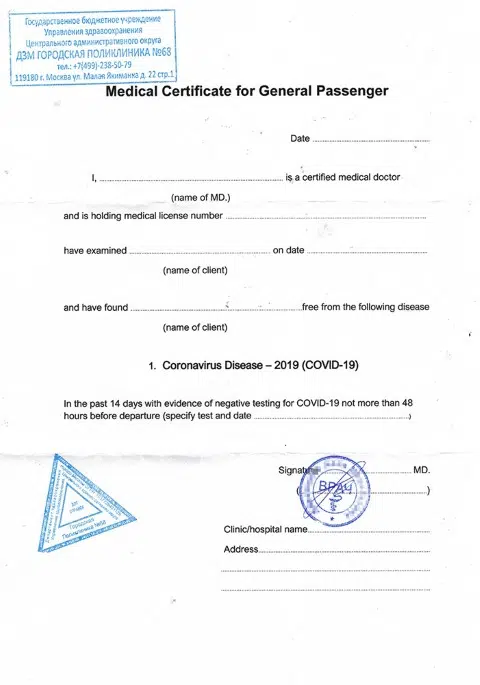 Государственное бюджетное учреждение
Управления здравоохранения
Центрального административного округа
ДЗМ ГОРОДСКАЯ ПОЛИКЛИНИКА №68
тел.: +7(499)-238-50-79
119180 г. Москва ул. Малая Якиманка д. 22 стр.1
Medical Certificate for General Passenger
Date
I, is a certified medical doctor
(name of MD.)
and is holding medical license number
have examined on date
(name of client)
and have found free from the following disease
(name of client)
1. Coronavirus Disease – 2019 (COVID-19)
In the past 14 days with evidence of negative testing for COVID-19 not more than 48
hours before departure (specify test and date )
Signature MD.
( )
ВРАЧ
Городская
Поликлиника №68
Clinic/hospital name
Address